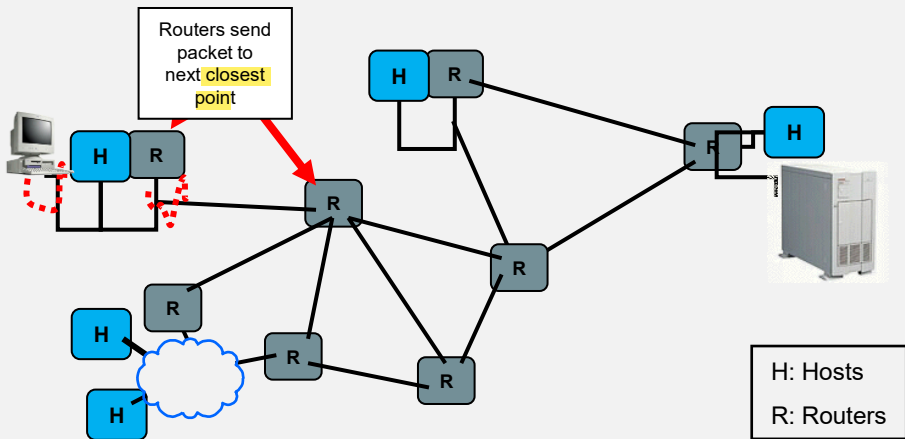 Routers send
packet to
next closest
point
H
R
H
R
R
H
R
R
R
H
R
R
H
H: Hosts
R: Routers